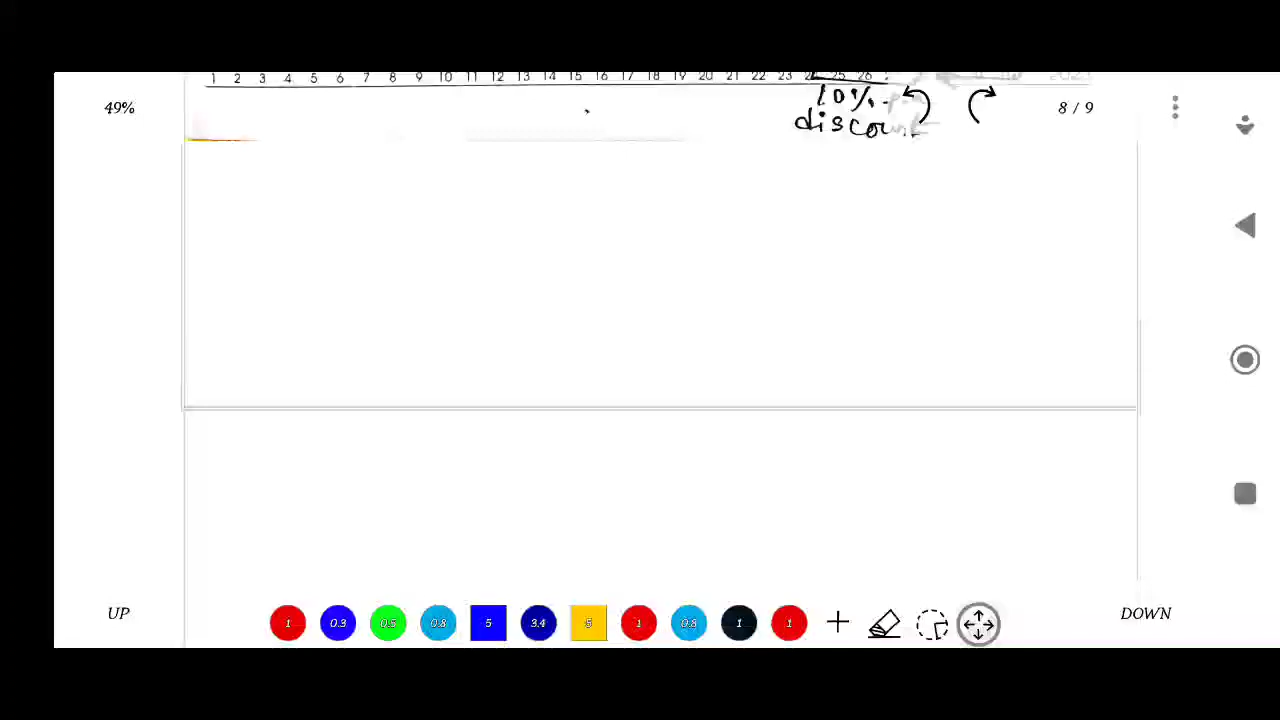 1 2 3 4 5 6 7 8 9 10 11 12 13 14 15 16 17 18 19 20 21 22 23 25 26 2023
49%
10%
8 / 9
discount
UP
1 0.3 0.5 0.8 5 3.4 5 1 0.8 1 1
DOWN